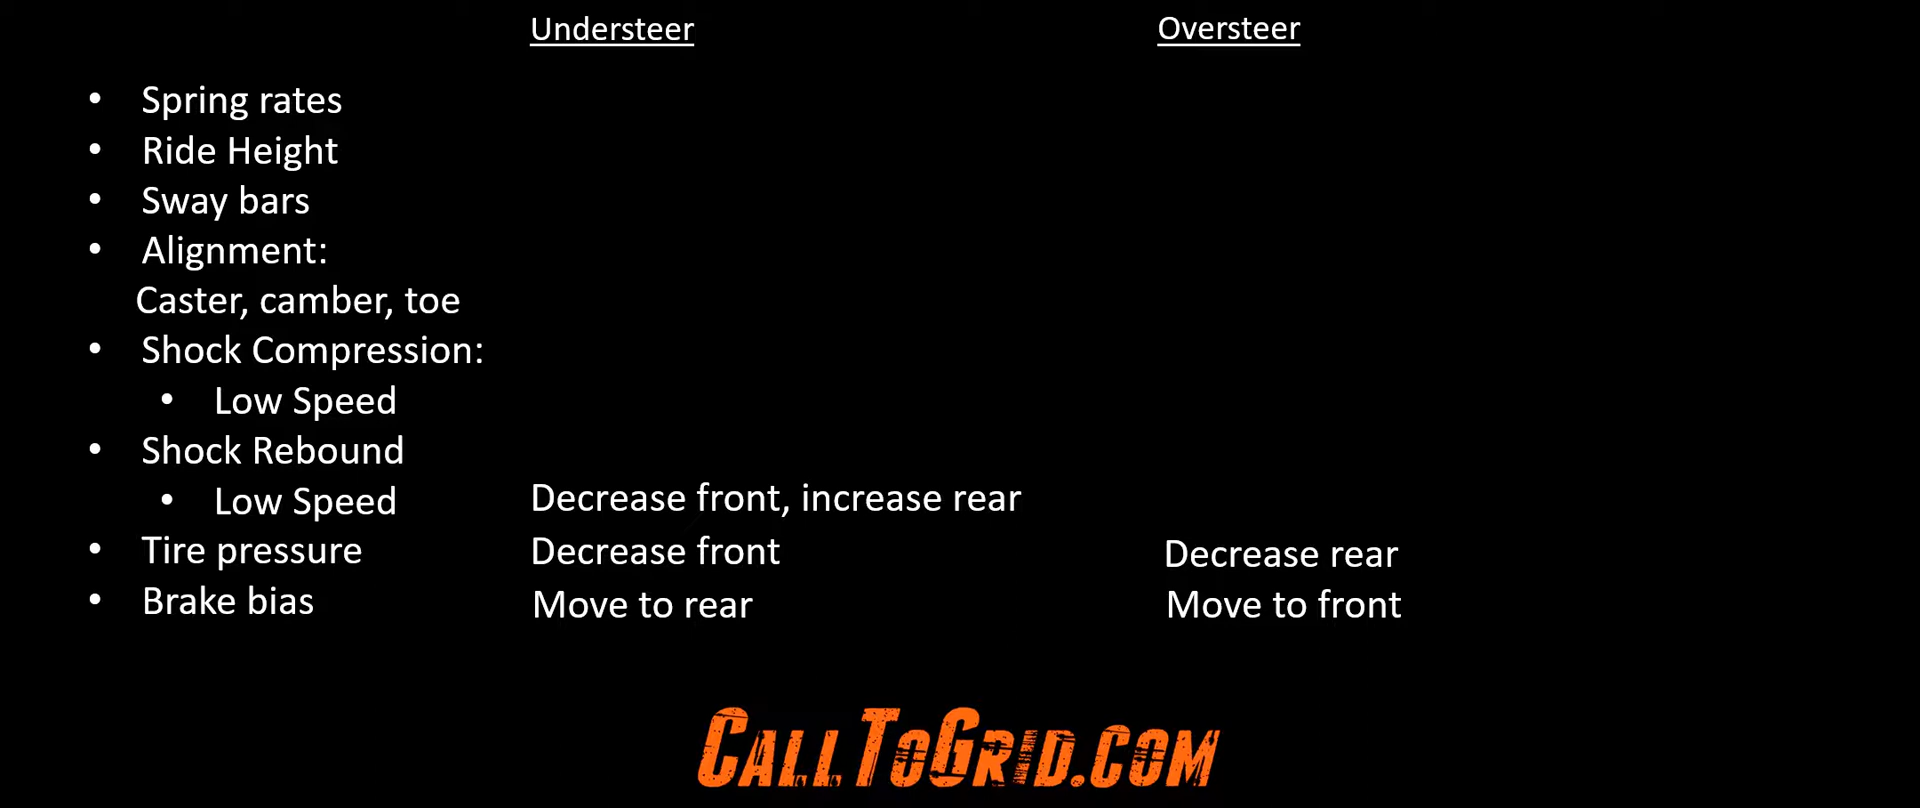 Understeer Oversteer
• Spring rates
• Ride Height
• Sway bars
• Alignment:
Caster, camber, toe
• Shock Compression:
• Low Speed
• Shock Rebound
• Low Speed Decrease front, increase rear
• Tire pressure Decrease front Decrease rear
• Brake bias Move to rear Move to front
CALLTOGRID.COM